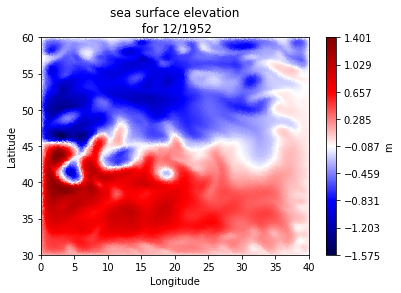 sea surface elevation
for 12/1952
60
55
50
45
40
35
30
Latitude
0 5 10 15 20 25 30 35 40
Longitude
1.401
1.029
0.657
0.285
-0.087
-0.459
-0.831
-1.203
-1.575
m